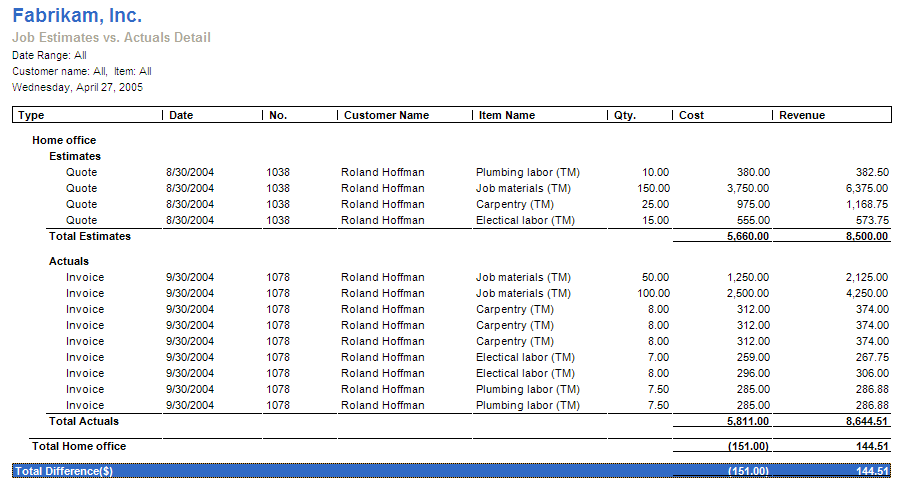 Fabrikam, Inc.
Job Estimates vs. Actuals Detail
Date Range: All
Customer name: All, Item: All
Wednesday, April 27, 2005
Type Date No. Customer Name Item Name Qty. Cost Revenue
Home office
Estimates
Quote 8/30/2004 1038 Roland Hoffman Plumbing labor (TM) 10.00 380.00 382.50
Quote 8/30/2004 1038 Roland Hoffman Job materials (TM) 150.00 3,750.00 6,375.00
Quote 8/30/2004 1038 Roland Hoffman Carpentry (TM) 25.00 975.00 1,168.75
Quote 8/30/2004 1038 Roland Hoffman Electical labor (TM) 15.00 555.00 573.75
Total Estimates 5,660.00 8,500.00
Actuals
Invoice 9/30/2004 1078 Roland Hoffman Job materials (TM) 50.00 1,250.00 2,125.00
Invoice 9/30/2004 1078 Roland Hoffman Job materials (TM) 100.00 2,500.00 4,250.00
Invoice 9/30/2004 1078 Roland Hoffman Carpentry (TM) 8.00 312.00 374.00
Invoice 9/30/2004 1078 Roland Hoffman Carpentry (TM) 8.00 312.00 374.00
Invoice 9/30/2004 1078 Roland Hoffman Carpentry (TM) 8.00 312.00 374.00
Invoice 9/30/2004 1078 Roland Hoffman Electical labor (TM) 7.00 259.00 267.75
Invoice 9/30/2004 1078 Roland Hoffman Electical labor (TM) 8.00 296.00 306.00
Invoice 9/30/2004 1078 Roland Hoffman Plumbing labor (TM) 7.50 285.00 286.88
Invoice 9/30/2004 1078 Roland Hoffman Plumbing labor (TM) 7.50 285.00 286.88
Total Actuals 5,811.00 8,644.51
Total Home office (151.00) 144.51
Total Difference($) (151.00) 144.51